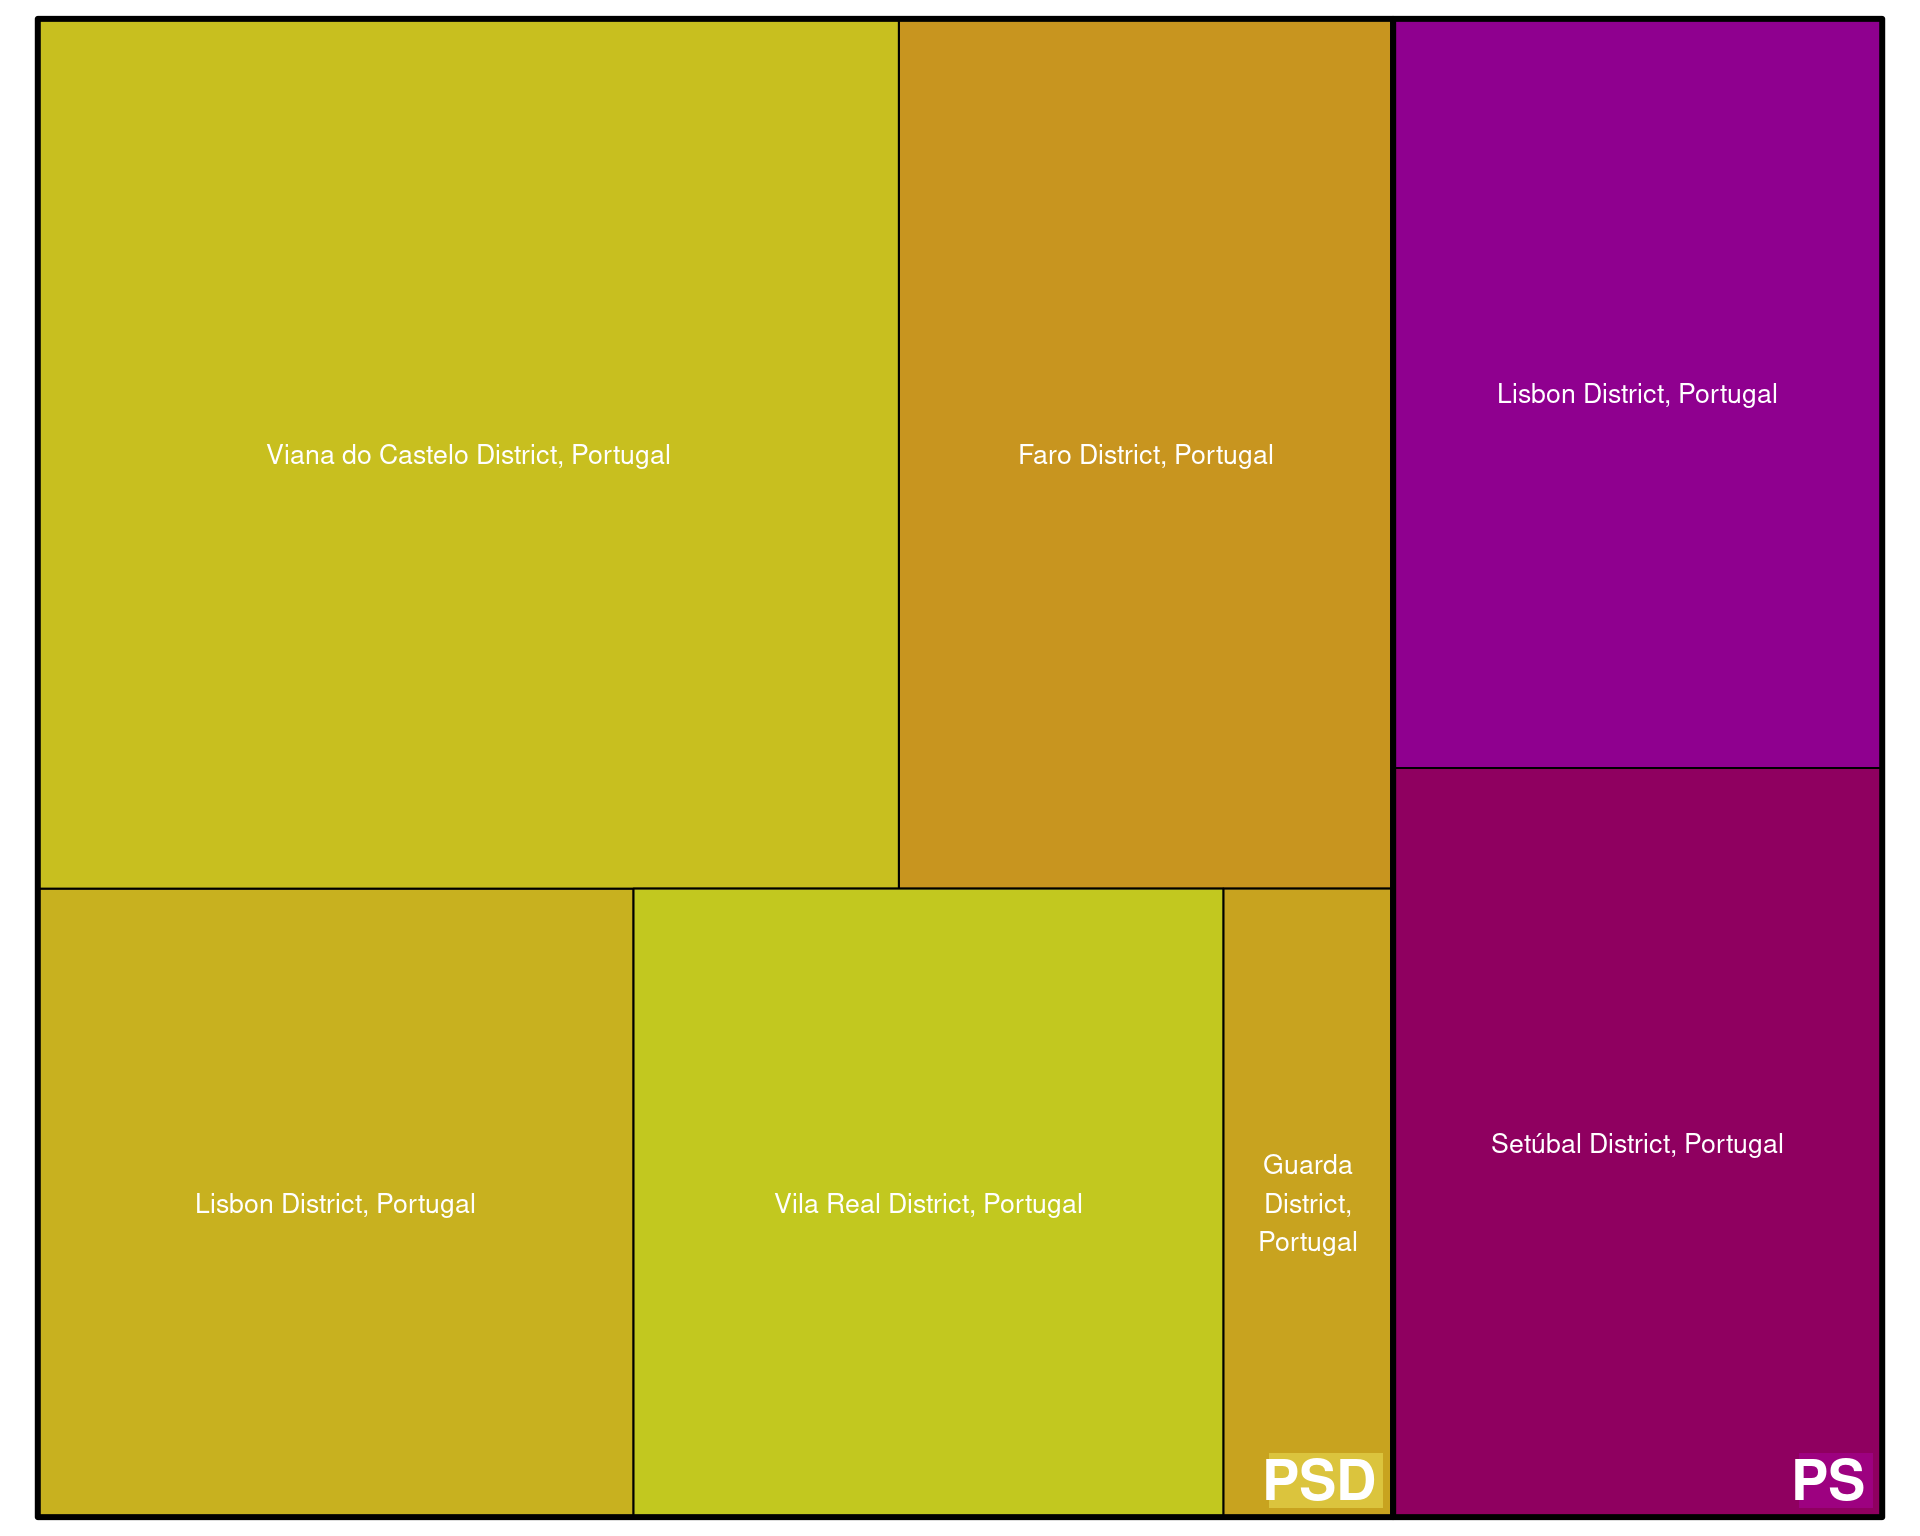 Viana do Castelo District, Portugal
Faro District, Portugal
Lisbon District, Portugal
Lisbon District, Portugal
Vila Real District, Portugal
Guarda
District,
Portugal
Setúbal District, Portugal
PSD
PS